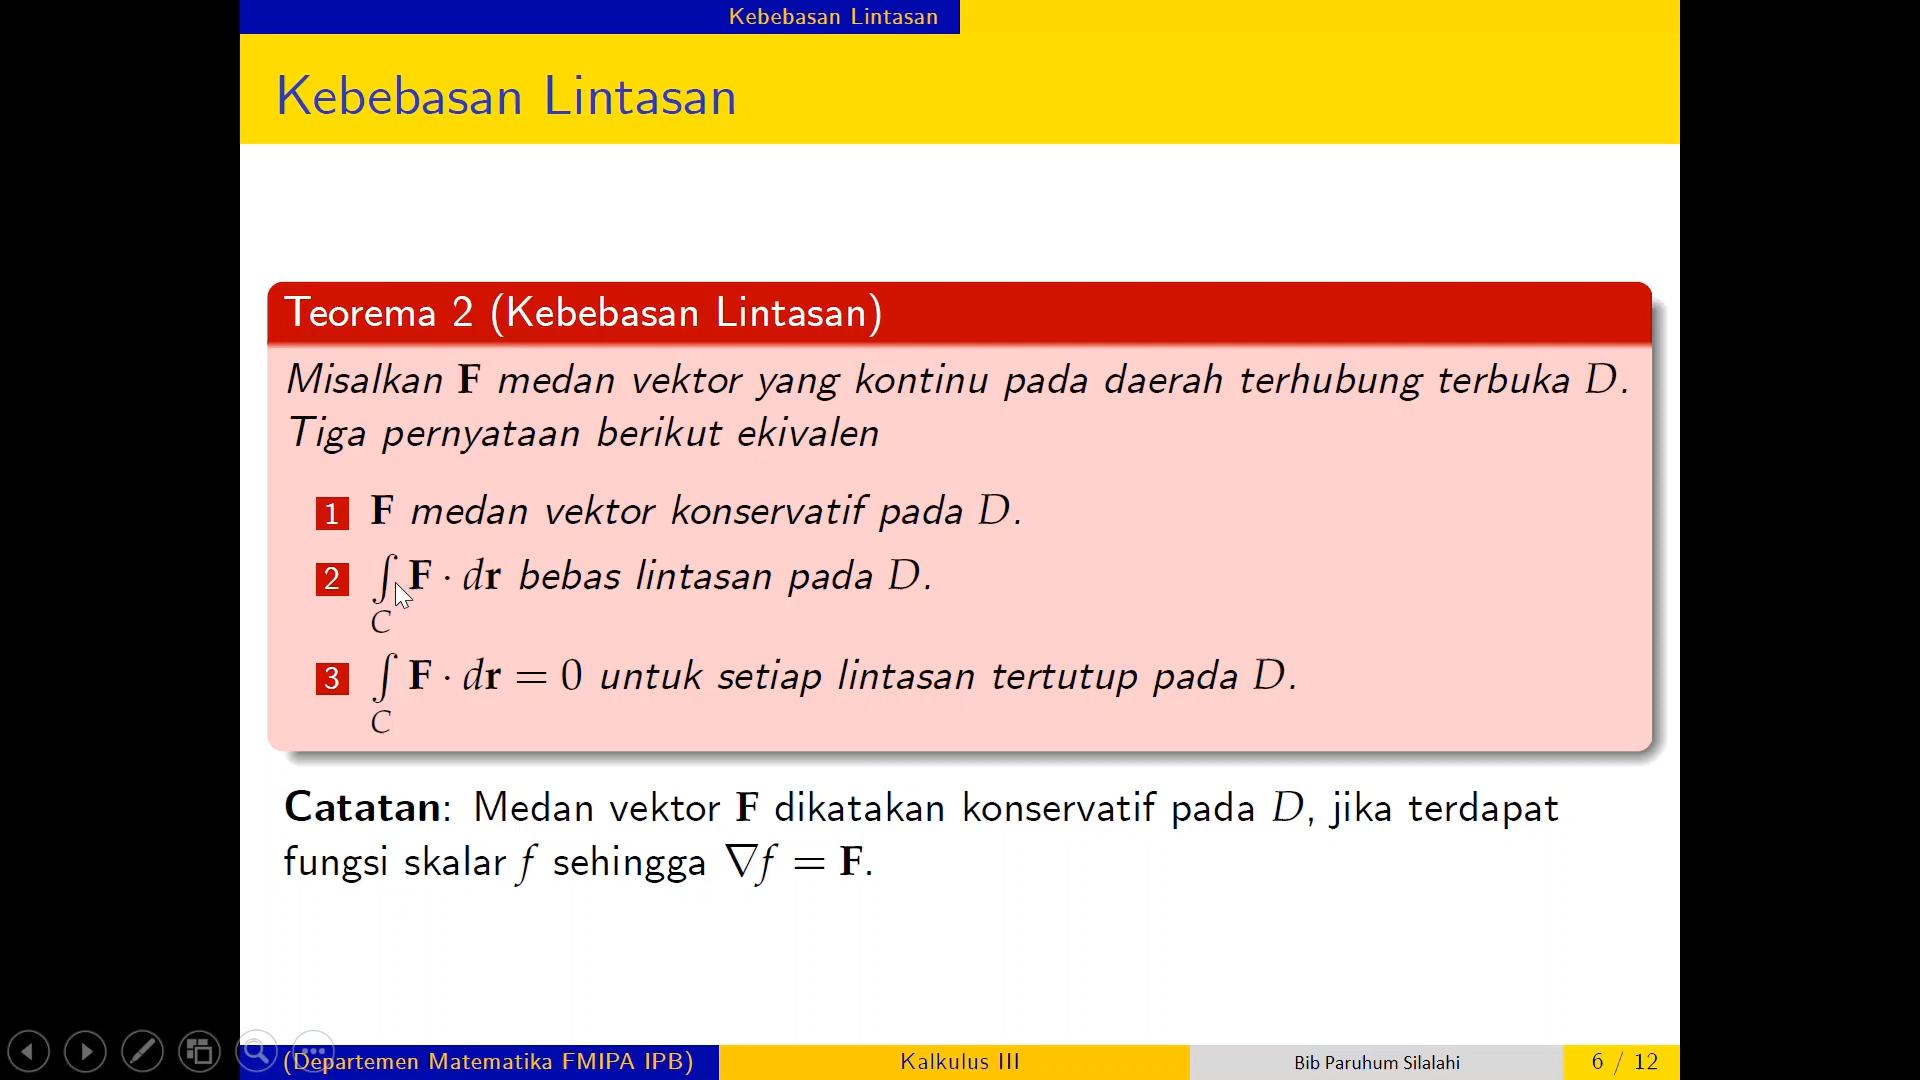 Kebebasan Lintasan
Kebebasan Lintasan
Teorema 2 (Kebebasan Lintasan)
Misalkan F medan vektor yang kontinu pada daerah terhubung terbuka D.
Tiga pernyataan berikut ekivalen
1 F medan vektor konservatif pada D.
2 ∫ F · dr bebas lintasan pada D.
C
3 ∫ F · dr = 0 untuk setiap lintasan tertutup pada D.
C
Catatan: Medan vektor F dikatakan konservatif pada D, jika terdapat
fungsi skalar f sehingga ∇f = F.
(Departemen Matematika FMIPA IPB) Kalkulus III Bib Paruhum Silalahi 6 / 12